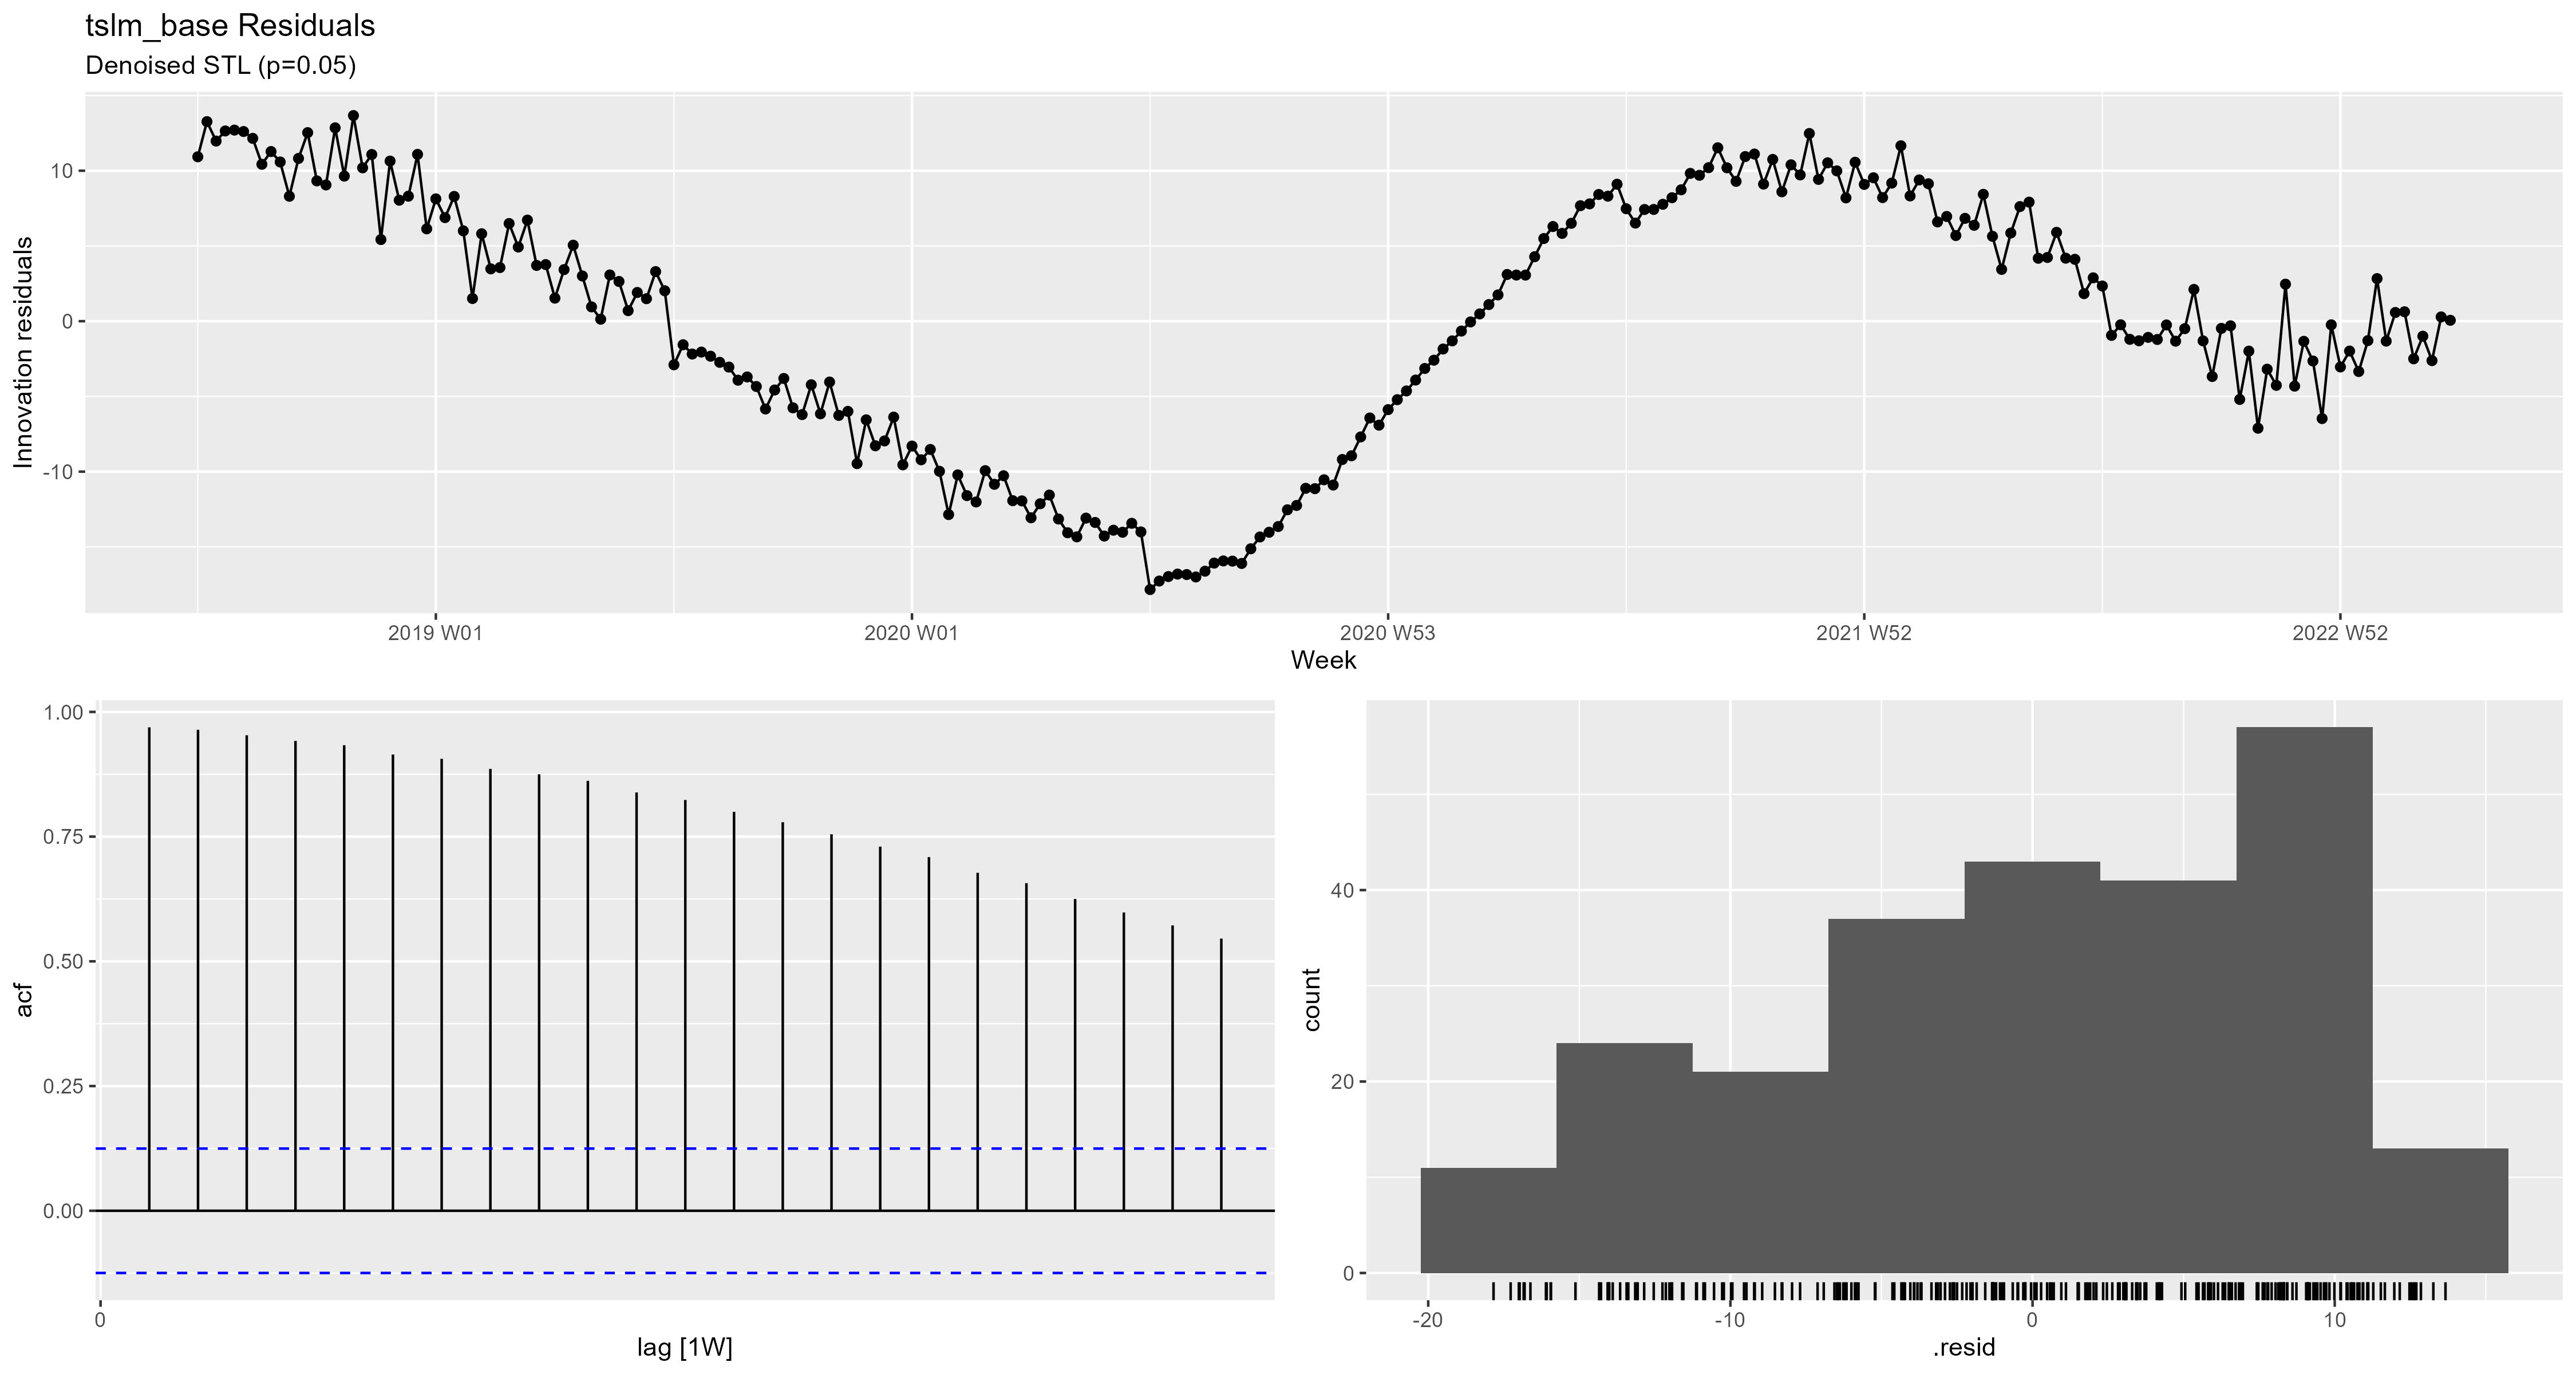 tslm_base Residuals
Denoised STL (p=0.05)
Innovation residuals
10
0
-10
2019 W01
2020 W01
2020 W53
2021 W52
2022 W52
Week
acf
1.00
0.75
0.50
0.25
0.00
0
lag [1W]
count
40
20
0
-20
-10
0
10
.resid